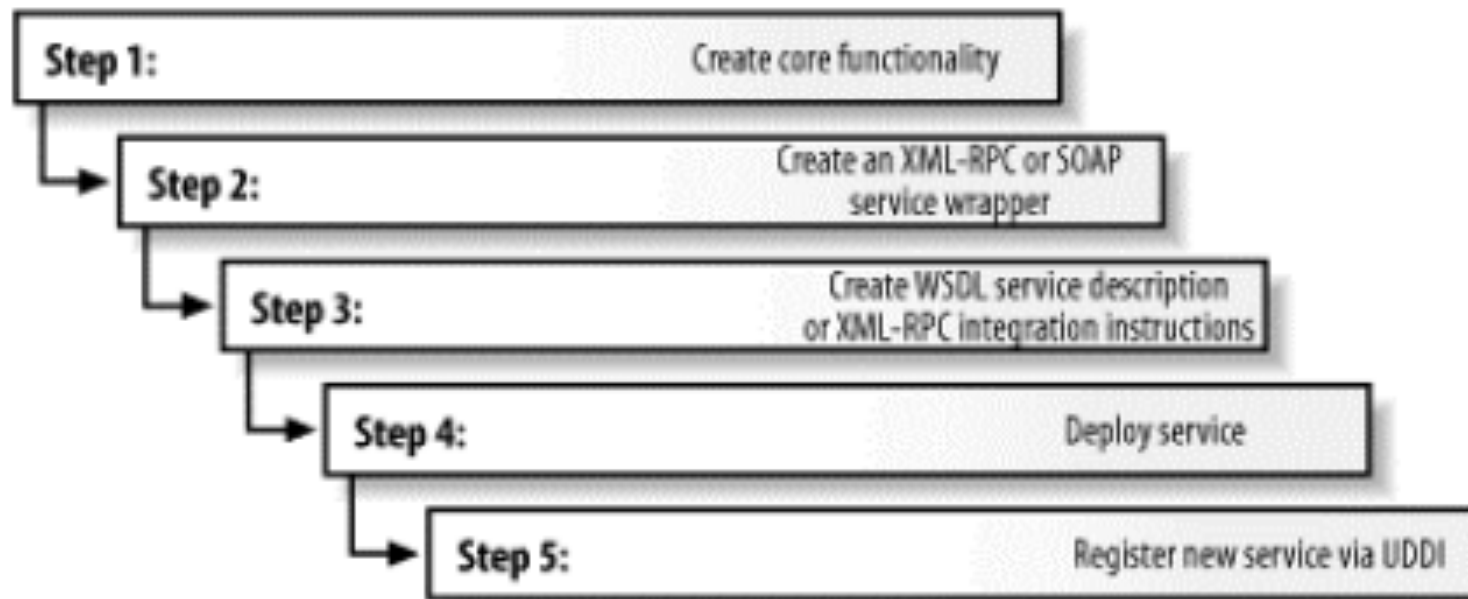 Step 1: Create core functionality
Step 2: Create an XML-RPC or SOAP
service wrapper
Step 3: Create WSDL service description
or XML-RPC integration instructions
Step 4: Deploy service
Step 5: Register new service via UDDI